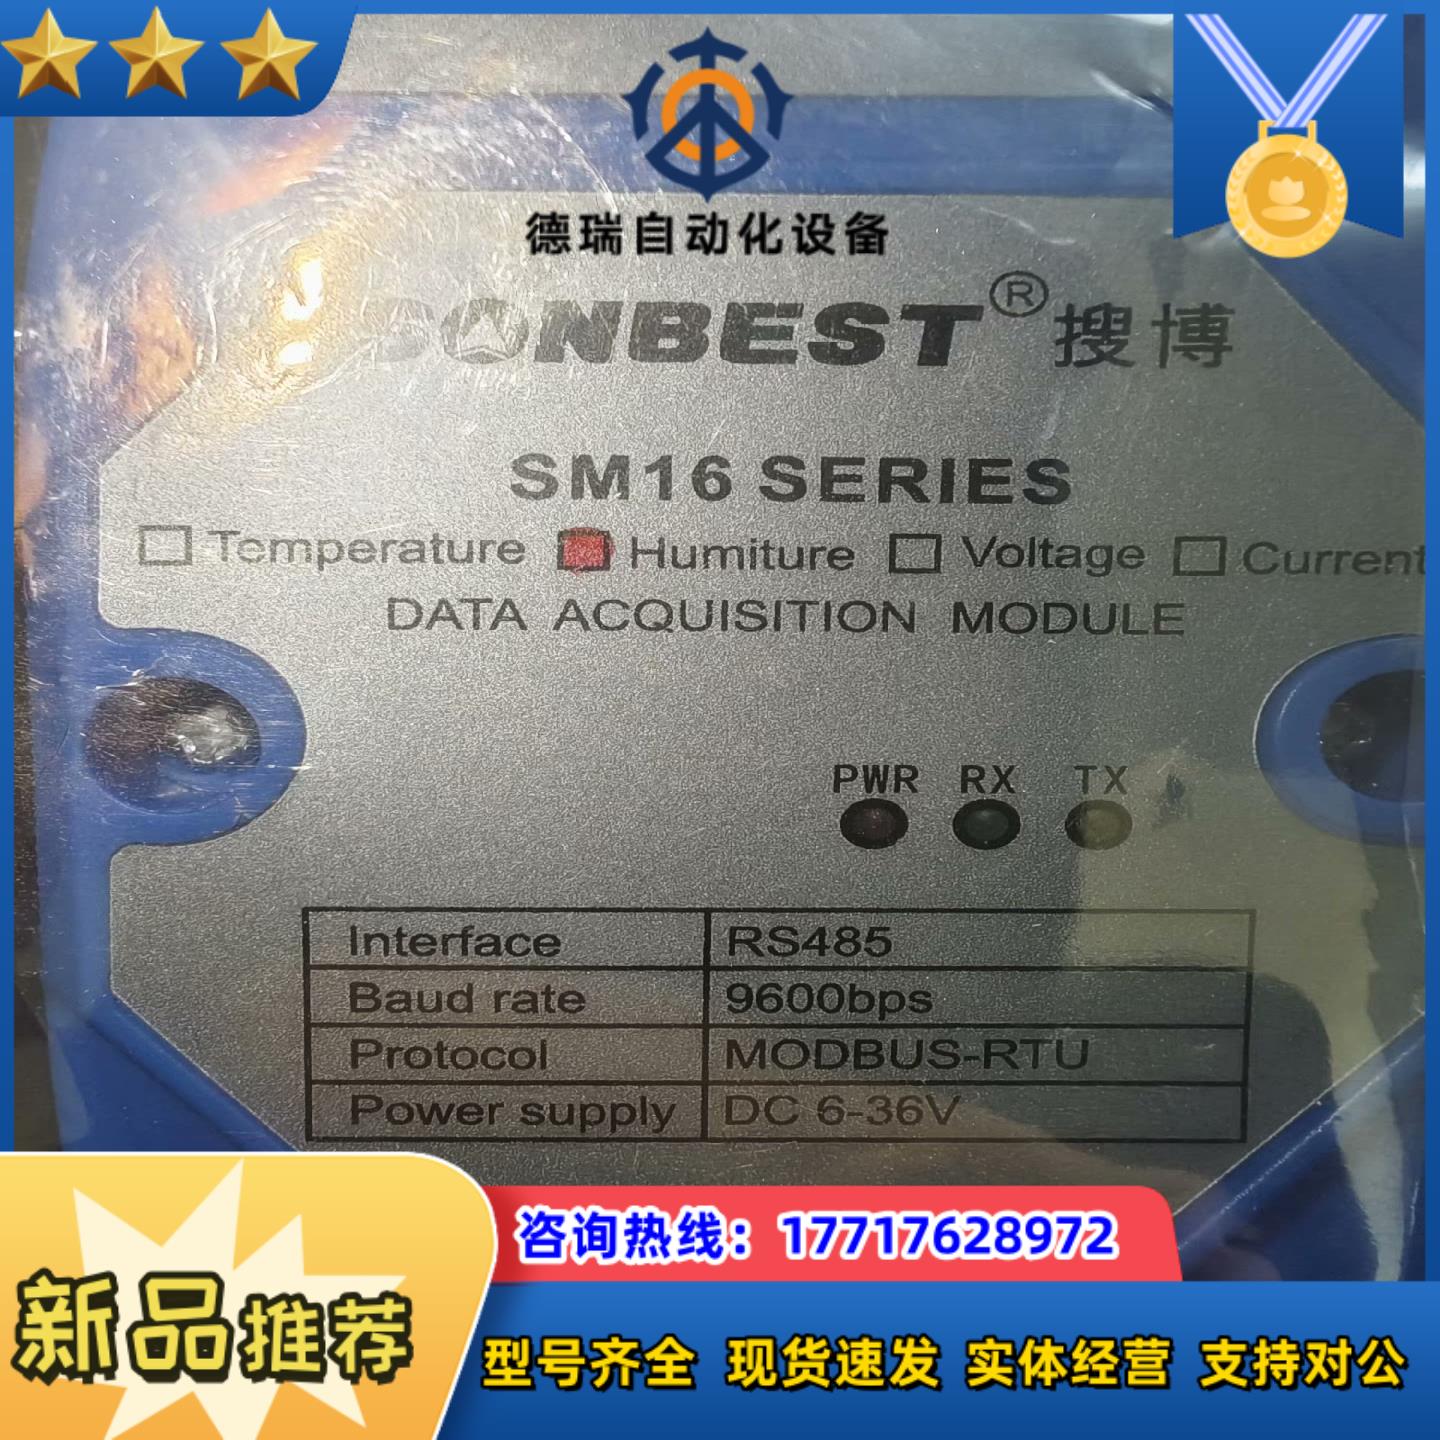 德瑞自动化设备
SONBEST® 搜博
SM16 SERIES
Temperature Humiture Voltage Current
DATA ACQUISITION MODULE
PWR RX TX
Interface RS485
Baud rate 9600bps
Protocol MODBUS-RTU
Power supply DC 6-36V
咨询热线：17717628972
新品推荐
型号齐全 现货速发 实体经营 支持对公